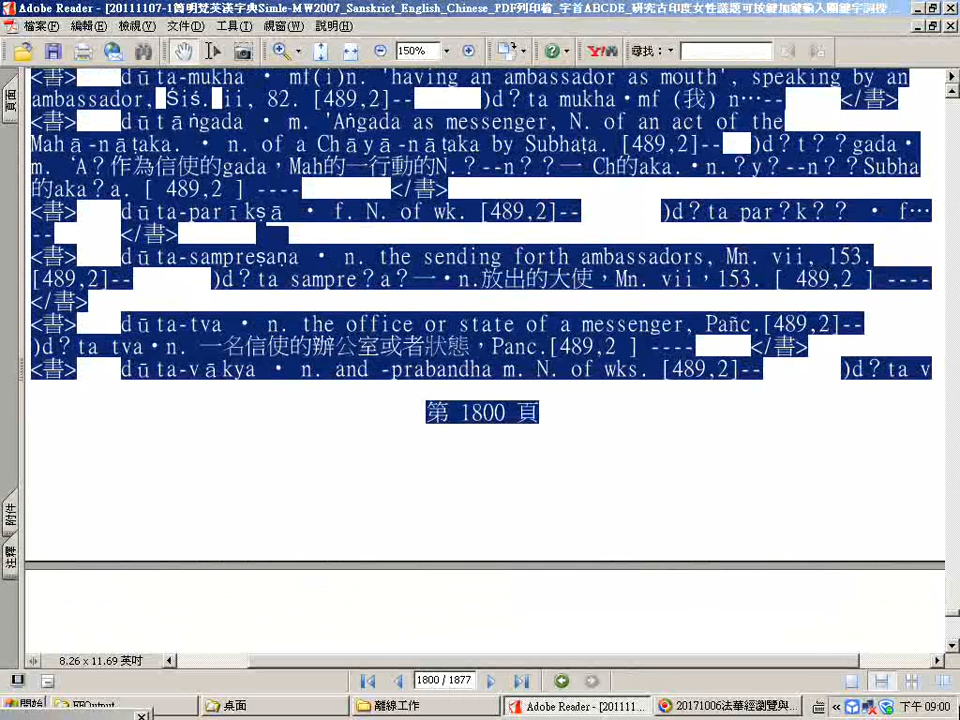 Adobe Reader - [20111107-1簡明梵英漢字典Simle-MW2007_Sanskrict_English_Chinese_PDF列印檔_字首ABCDE_研究古印度女性議題可按鍵加鍵輸入關鍵字詞授
檔案(F) 編輯(E) 檢視(V) 文件(D) 工具(T) 視窗(W) 說明(H)
150% 尋找：
頁面
<書> dūta-mukha • mf(i)n. 'having an ambassador as mouth', speaking by an
ambassador, Śiś. ii, 82. [489,2]-- )d？ta mukha•mf (我) n…-- </書>
<書> dūtāṅgada • m. 'Aṅgada as messenger, N. of an act of the
Mahā-nāṭaka. • n. of a Chāyā-nāṭaka by Subhaṭa. [489,2]-- )d？t？？gada•
m.‘A？作為信使的gada，Mah的一行動的N.？--n？？一 Ch的aka.•n.？y？--n？？Subha
的aka？a. [ 489,2 ] ---- </書>
<書> dūta-parīkṣā • f. N. of wk. [489,2]-- )d？ta par？k？？ • f…
-- </書>
<書> dūta-sampreṣaṇa • n. the sending forth ambassadors, Mn. vii, 153.
[489,2]-- )d？ta sampre？a？一•n.放出的大使，Mn. vii，153. [ 489,2 ] ----
</書>
<書> dūta-tva • n. the office or state of a messenger, Pañc.[489,2]--
)d？ta tva•n. 一名信使的辦公室或者狀態，Panc.[489,2 ] ---- </書>
<書> dūta-vākya • n. and -prabandha m. N. of wks. [489,2]-- )d？ta v
第 1800 頁
附件
注釋
8.26 x 11.69 英吋
1800 / 1877
開始 FFOutput 桌面 離線工作 Adobe Reader - [201111... 20171006法華經瀏覽與... 下午 09:00